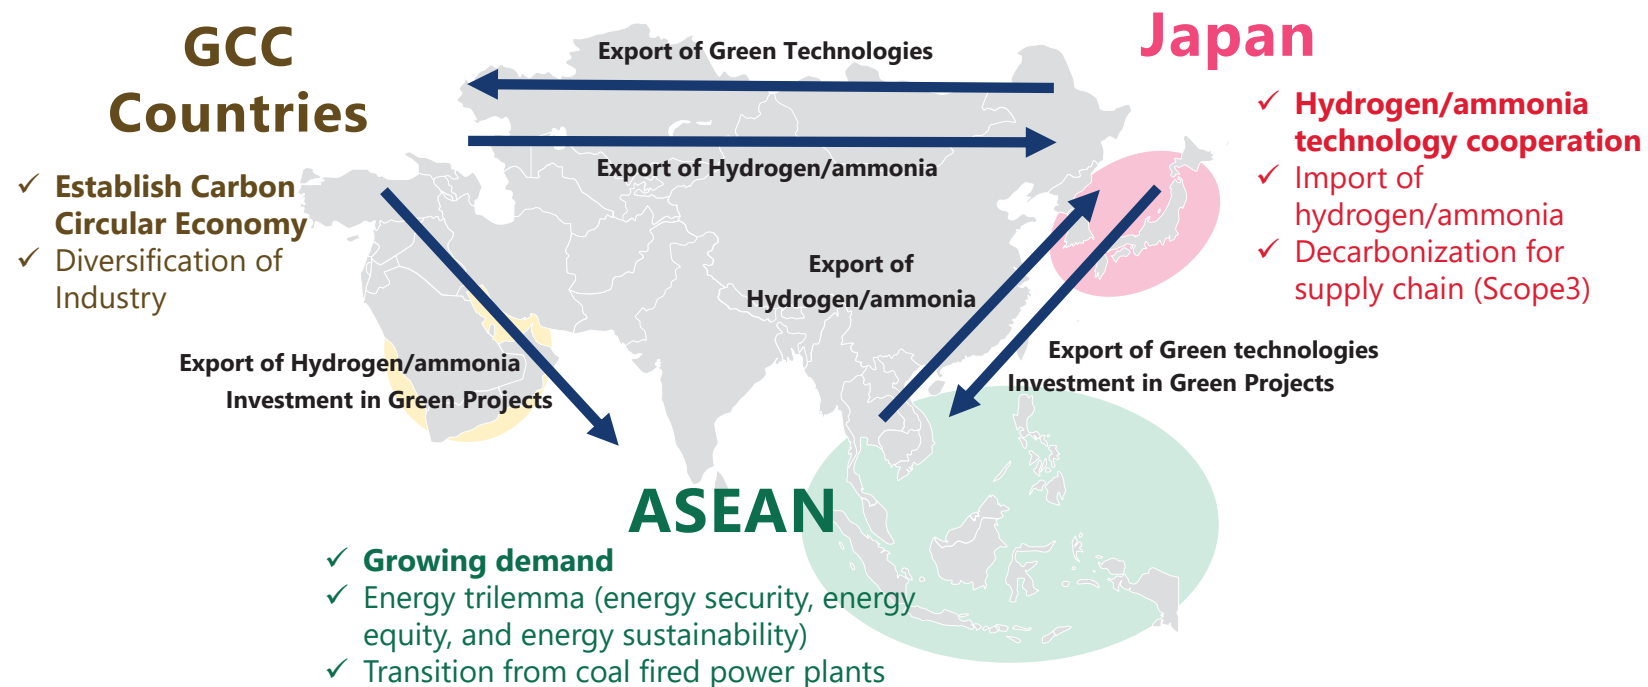 GCC
Countries
✓ Establish Carbon
Circular Economy
✓ Diversification of
Industry
Export of Green Technologies
Export of Hydrogen/ammonia
Japan
✓ Hydrogen/ammonia
technology cooperation
✓ Import of
hydrogen/ammonia
✓ Decarbonization for
supply chain (Scope3)
Export of
Hydrogen/ammonia
Export of Hydrogen/ammonia
Investment in Green Projects
Export of Green technologies
Investment in Green Projects
ASEAN
✓ Growing demand
✓ Energy trilemma (energy security, energy
equity, and energy sustainability)
✓ Transition from coal fired power plants